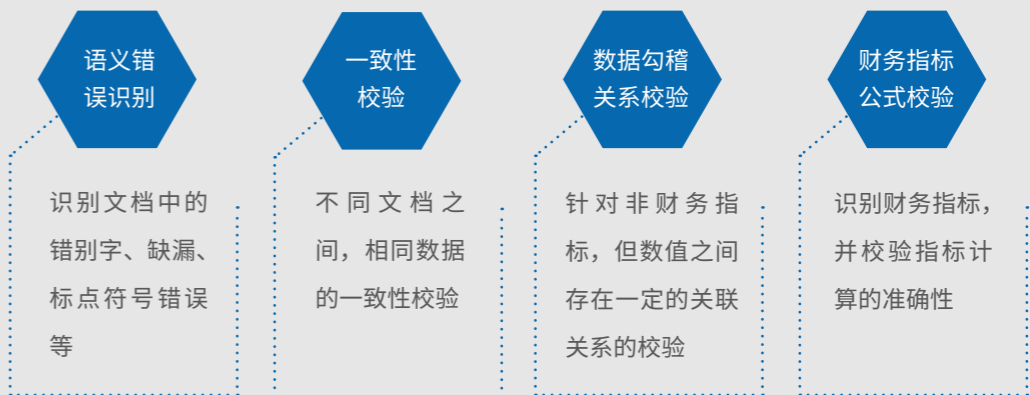 语义错
误识别
识别文档中的
错别字、缺漏、
标点符号错误
等
一致性
校验
不同文档之
间，相同数据
的一致性校验
数据勾稽
关系校验
针对非财务指
标，但数值之间
存在一定的关联
关系的校验
财务指标
公式校验
识别财务指标，
并校验指标计
算的准确性